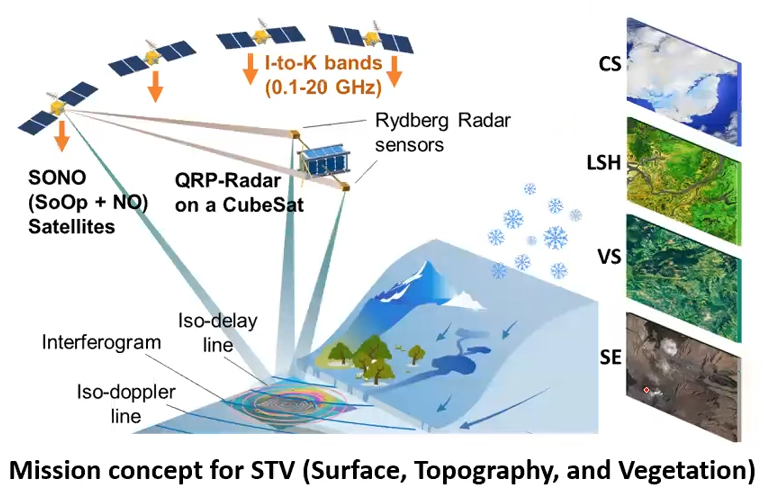 I-to-K bands
(0.1-20 GHz)
CS
Rydberg Radar
sensors
LSH
SONO
(SoOp + NO)
Satellites
QRP-Radar
on a CubeSat
VS
Iso-delay
line
Interferogram
SE
Iso-doppler
line
Mission concept for STV (Surface, Topography, and Vegetation)